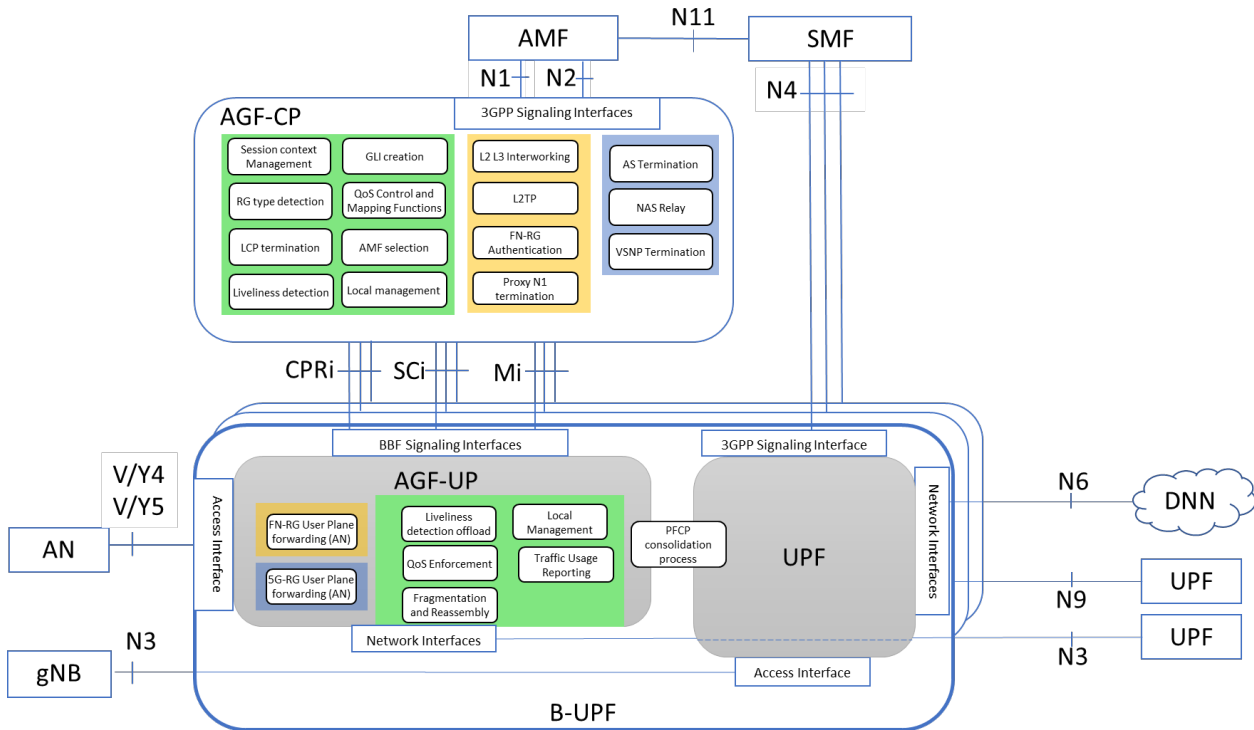 N11
AMF
SMF
N1
N2
N4
3GPP Signaling Interfaces
AGF-CP
Session context
Management
GLI creation
RG type detection
QoS Control and
Mapping Functions
LCP termination
AMF selection
Liveliness detection
Local management
L2 L3 Interworking
L2TP
FN-RG
Authentication
Proxy N1
termination
AS Termination
NAS Relay
VSNP Termination
CPRi
SCi
Mi
BBF Signaling Interfaces
3GPP Signaling Interface
V/Y4
V/Y5
AN
Access Interface
AGF-UP
FN-RG User Plane
forwarding (AN)
5G-RG User Plane
forwarding (AN)
Liveliness
detection offload
Local
Management
QoS Enforcement
Traffic Usage
Reporting
Fragmentation
and Reassembly
PFCP
consolidation
process
UPF
Network Interfaces
N6
DNN
N9
UPF
UPF
N3
Network Interfaces
N3
gNB
Access Interface
B-UPF